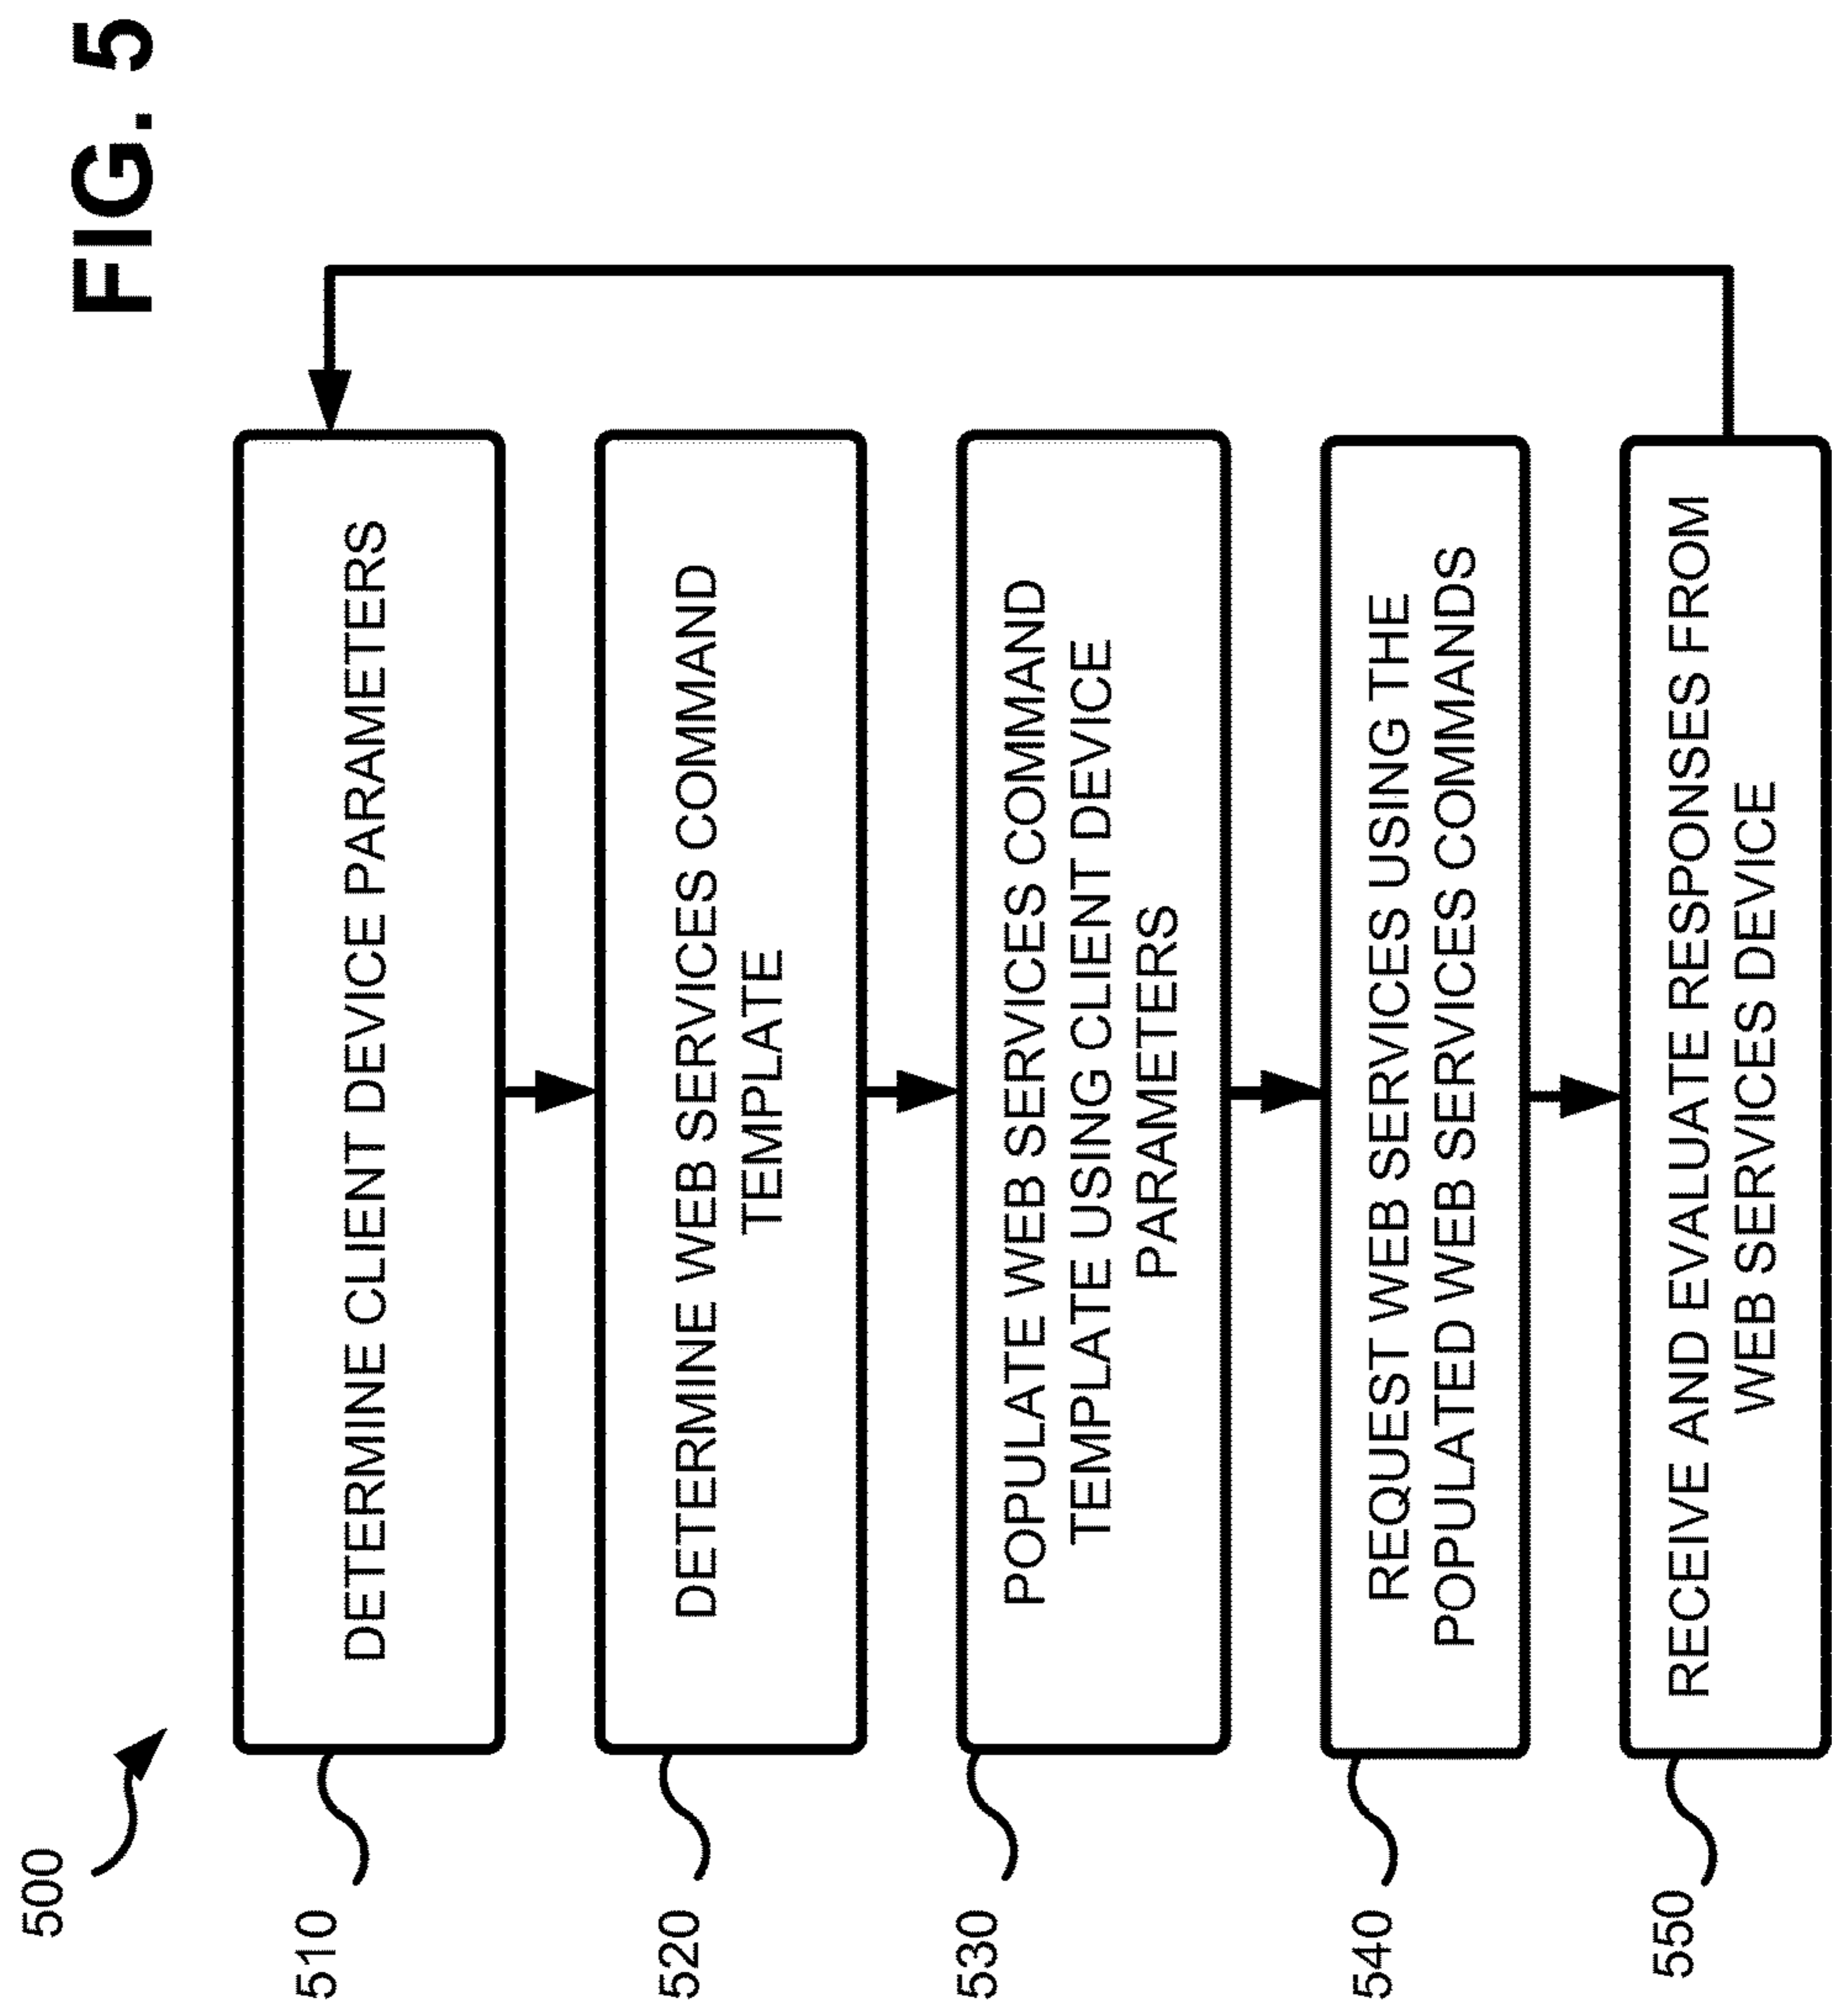 FIG. 5
500
510
DETERMINE CLIENT DEVICE PARAMETERS
520
DETERMINE WEB SERVICES COMMAND
TEMPLATE
530
POPULATE WEB SERVICES COMMAND
TEMPLATE USING CLIENT DEVICE
PARAMETERS
540
REQUEST WEB SERVICES USING THE
POPULATED WEB SERVICES COMMANDS
550
RECEIVE AND EVALUATE RESPONSES FROM
WEB SERVICES DEVICE